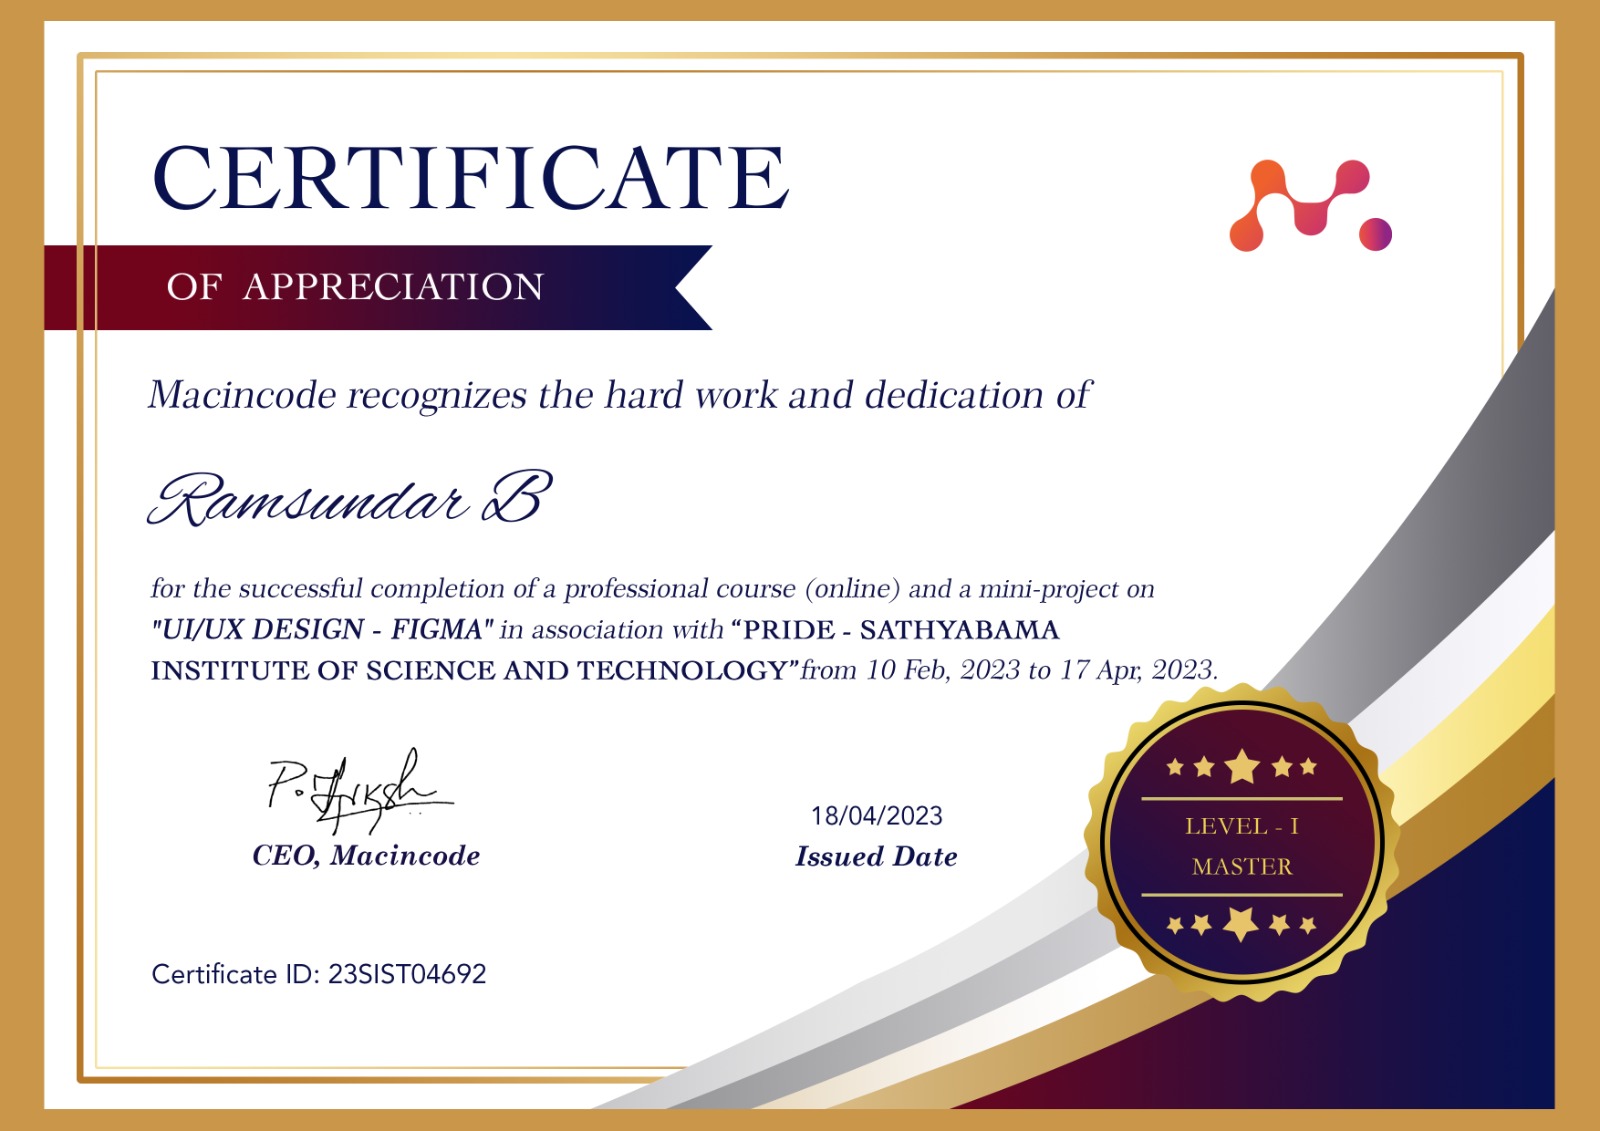 CERTIFICATE
OF APPRECIATION
Macincode recognizes the hard work and dedication of
Ramsundar B
for the successful completion of a professional course (online) and a mini-project on
"UI/UX DESIGN - FIGMA" in association with “PRIDE - SATHYABAMA
INSTITUTE OF SCIENCE AND TECHNOLOGY”from 10 Feb, 2023 to 17 Apr, 2023.
CEO, Macincode
18/04/2023
Issued Date
LEVEL - I
MASTER
Certificate ID: 23SIST04692